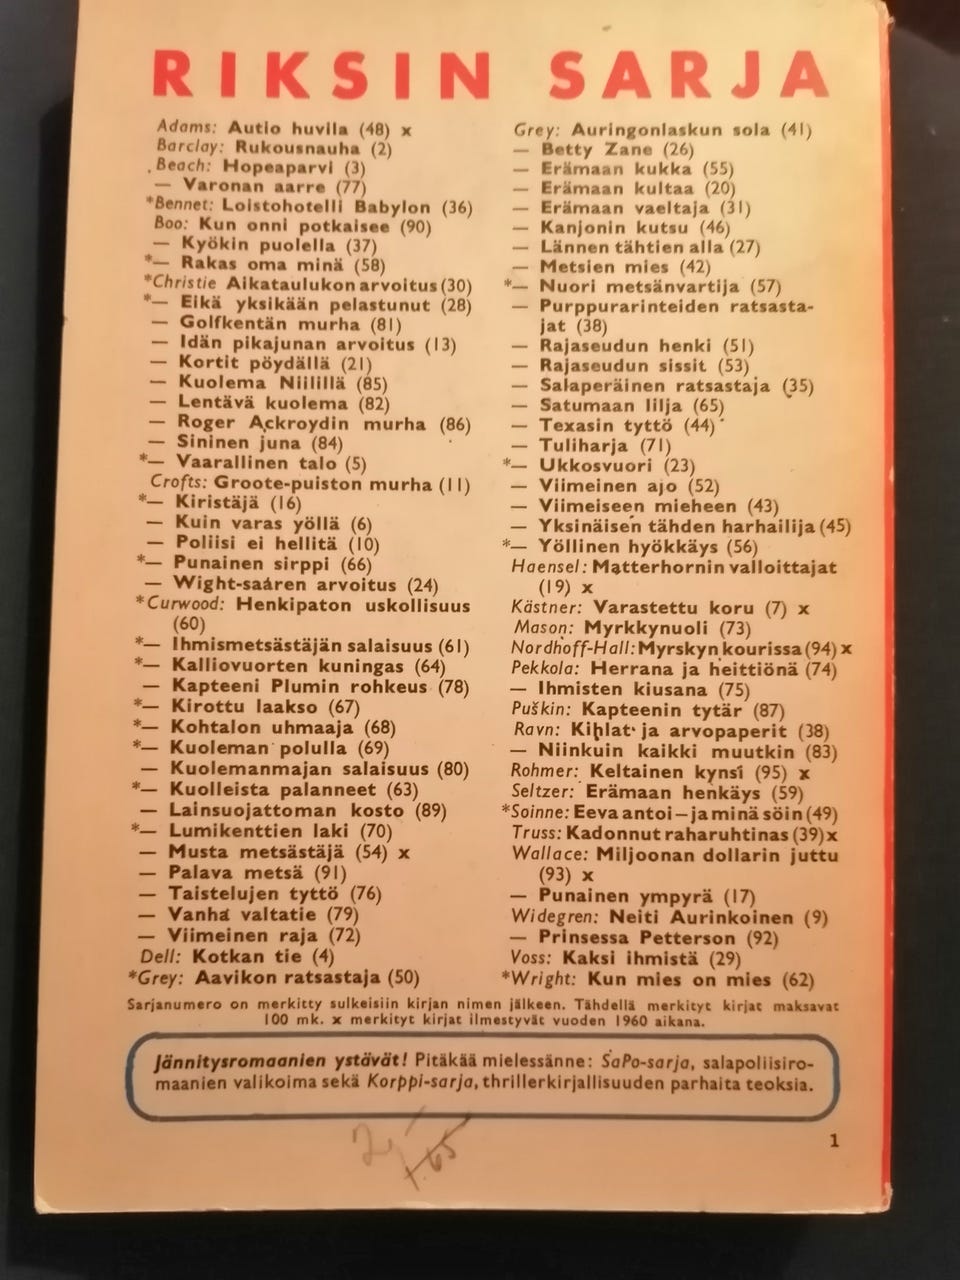 RIKSIN SARJA
Adams: Autio huvila (48) x
Barclay: Rukousnauha (2)
Beach: Hopeaparvi (3)
— Varonan aarre (77)
*Bennet: Loistohotelli Babylon (36)
Boo: Kun onni potkaisee (90)
— Kyökin puolella (37)
*— Rakas oma minä (58)
*Christie Aikataulukon arvoitus (30)
*— Eikä yksikään pelastunut (28)
— Golfkentän murha (81)
— Idän pikajunan arvoitus (13)
— Kortit pöydällä (21)
— Kuolema Niilillä (85)
— Lentävä kuolema (82)
— Roger Ackroydin murha (86)
— Sininen juna (84)
*— Vaarallinen talo (5)
Crofts: Groote-puiston murha (11)
*— Kiristäjä (16)
— Kuin varas yöllä (6)
— Poliisi ei hellitä (10)
*— Punainen sirppi (66)
— Wight-saaren arvoitus (24)
*Curwood: Henkipaton uskollisuus
(60)
*— Ihmismetsästäjän salaisuus (61)
*— Kalliovuorten kuningas (64)
— Kapteeni Plumin rohkeus (78)
*— Kirottu laakso (67)
*— Kohtalon uhmaaja (68)
*— Kuoleman polulla (69)
— Kuolemanmajan salaisuus (80)
*— Kuolleista palanneet (63)
— Lainsuojattoman kosto (89)
*— Lumikenttien laki (70)
— Musta metsästäjä (54) x
— Palava metsä (91)
— Taistelujen tyttö (76)
— Vanha valtatie (79)
— Viimeinen raja (72)
Dell: Kotkan tie (4)
*Grey: Aavikon ratsastaja (50)
Grey: Auringonlaskun sola (41)
— Betty Zane (26)
— Erämaan kukka (55)
— Erämaan kultaa (20)
— Erämaan vaeltaja (31)
— Kanjonin kutsu (46)
— Lännen tähtien alla (27)
— Metsien mies (42)
*— Nuori metsänvartija (57)
— Purppurarinteiden ratsasta-
jat (38)
— Rajaseudun henki (51)
— Rajaseudun sissit (53)
— Salaperäinen ratsastaja (35)
— Satumaan lilja (65)
— Texasin tyttö (44)
— Tuliharja (71)
*— Ukkosvuori (23)
— Viimeinen ajo (52)
— Viimeiseen mieheen (43)
— Yksinäisen tähden harhailija (45)
*— Yöllinen hyökkäys (56)
Haensel: Matterhornin valloittajat
(19) x
Kästner: Varastettu koru (7) x
Mason: Myrkkynuoli (73)
Nordhoff-Hall: Myrskyn kourissa (94) x
Pekkola: Herrana ja heittiönä (74)
— Ihmisten kiusana (75)
Puškin: Kapteenin tytär (87)
Ravn: Kihlat ja arvopaperit (38)
— Niinkuin kaikki muutkin (83)
Rohmer: Keltainen kynsi (95) x
Seltzer: Erämaan henkäys (59)
*Soinne: Eeva antoi — ja minä söin (49)
Truss: Kadonnut raharuhtinas (39) x
Wallace: Miljoonan dollarin juttu
(93) x
— Punainen ympyrä (17)
Widegren: Neiti Aurinkoinen (9)
— Prinsessa Petterson (92)
Voss: Kaksi ihmistä (29)
*Wright: Kun mies on mies (62)
Sarjanumero on merkitty sulkeisiin kirjan nimen jälkeen. Tähdellä merkityt kirjat maksavat
100 mk. x merkityt kirjat ilmestyvät vuoden 1960 aikana.
Jännitysromaanien ystävät! Pitäkää mielessänne: SaPo-sarja, salapoliisiro-
maanien valikoima sekä Korppi-sarja, thrillerkirjallisuuden parhaita teoksia.
1